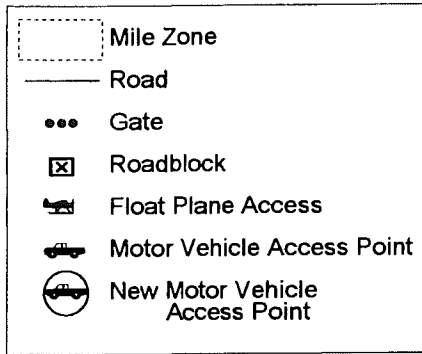 Mile Zone
Road
Gate
Roadblock
Float Plane Access
Motor Vehicle Access Point
New Motor Vehicle
Access Point